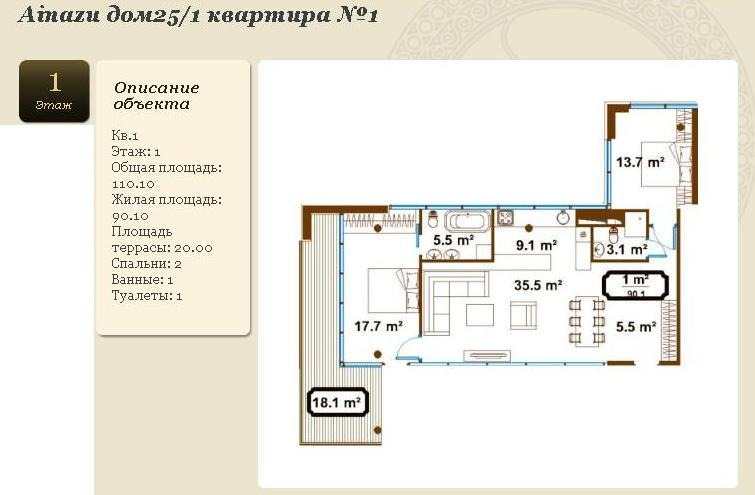 Ainazu дом25/1 квартира №1
1
Этаж
Описание
объекта
Кв.1
Этаж: 1
Общая площадь:
110.10
Жилая площадь:
90.10
Площадь
террасы: 20.00
Спальни: 2
Ванные: 1
Туалеты: 1
13.7 m²
5.5 m²
9.1 m²
3.1 m²
35.5 m²
1 m²
90.1
17.7 m²
5.5 m²
18.1 m²